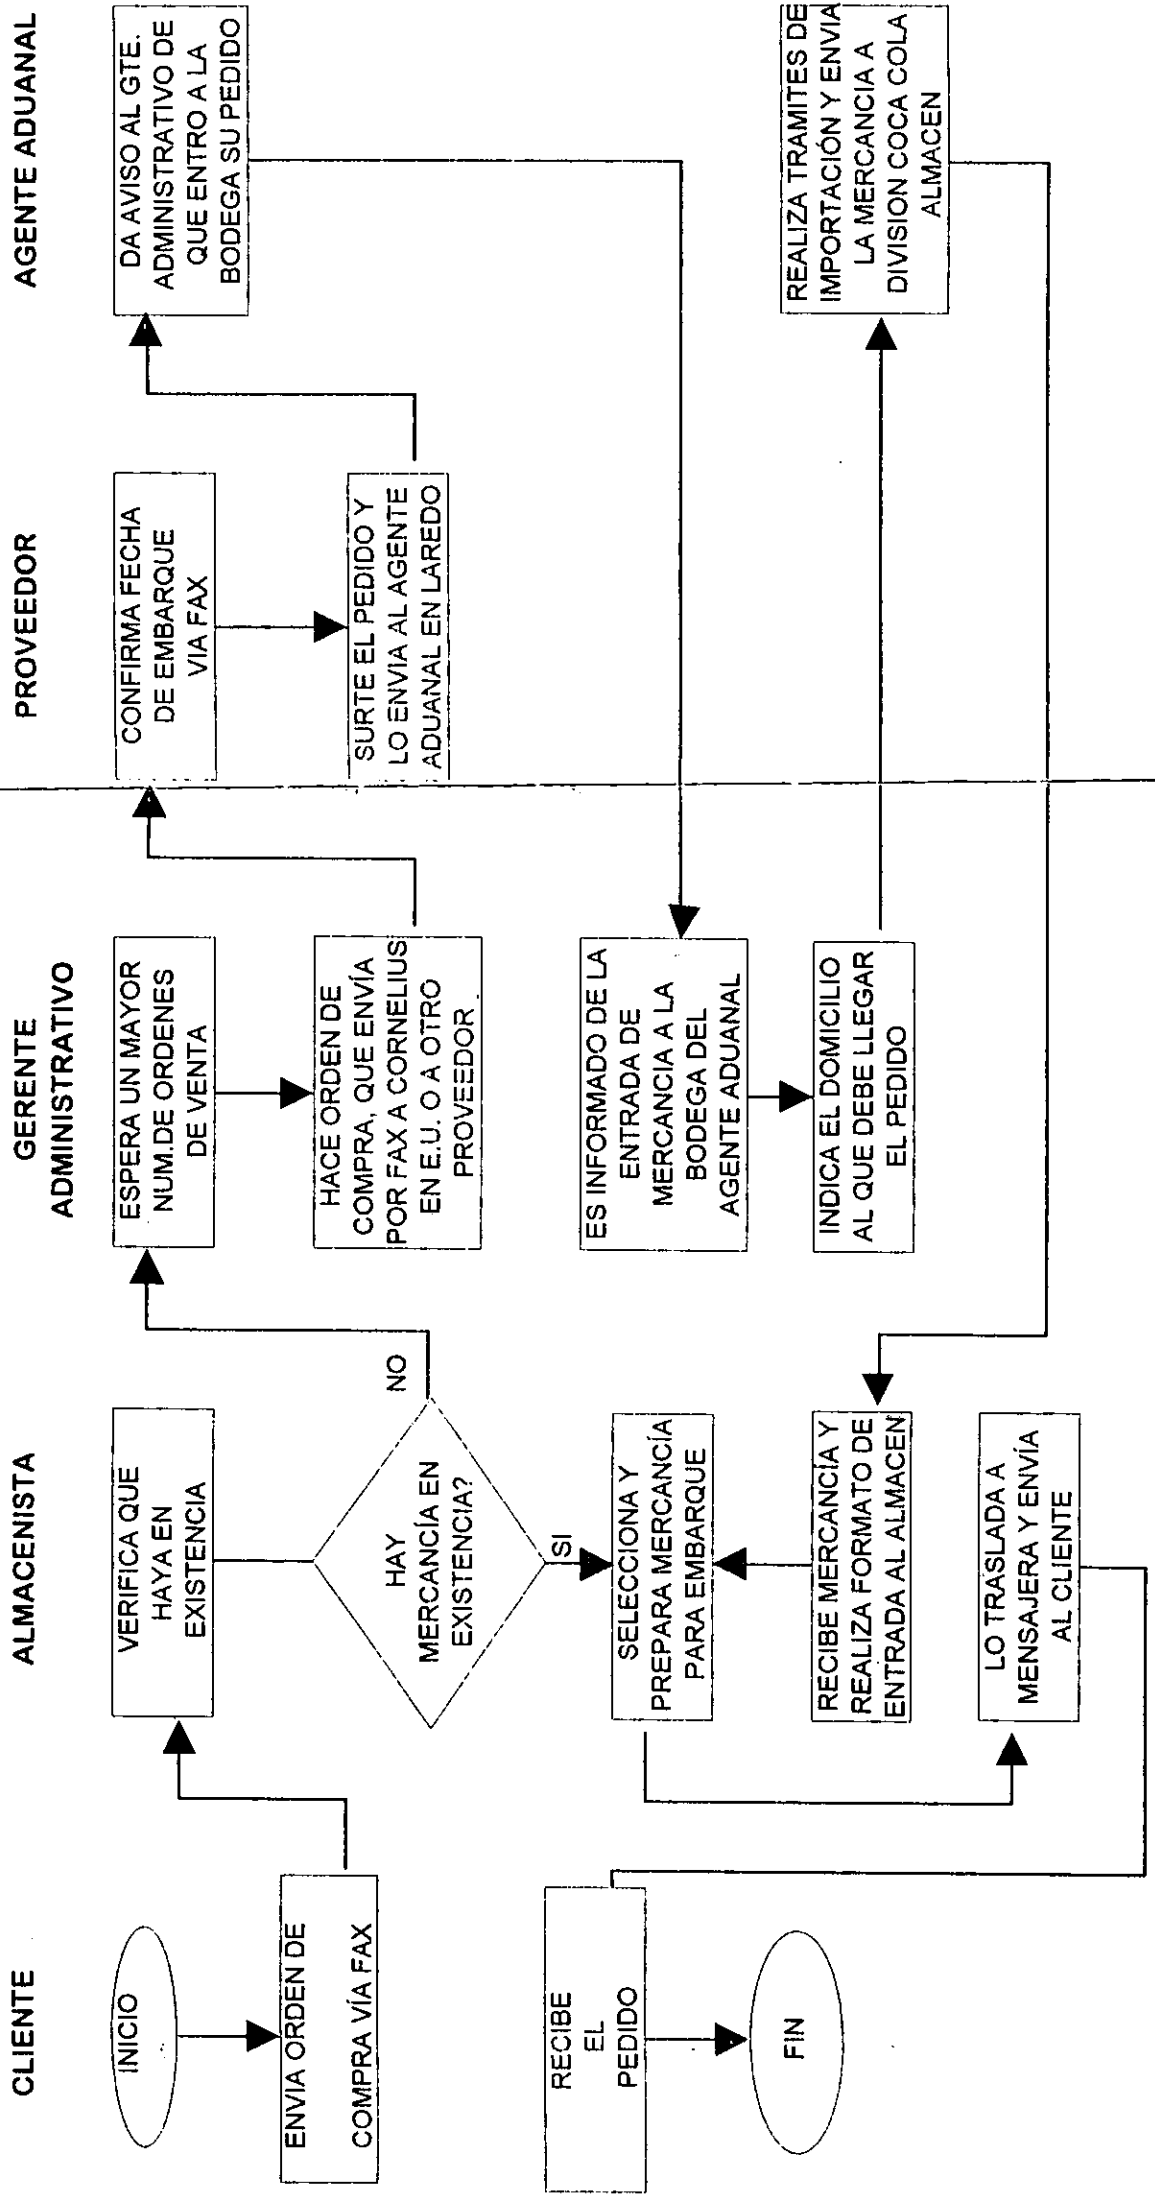 CLIENTE
ALMACENISTA
GERENTE
ADMINISTRATIVO
PROVEEDOR
AGENTE ADUANAL
INICIO
ENVIA ORDEN DE
COMPRA VÍA FAX
RECIBE
EL
PEDIDO
FIN
VERIFICA QUE
HAYA EN
EXISTENCIA
HAY
MERCANCÍA EN
EXISTENCIA?
NO
SI
SELECCIONA Y
PREPARA MERCANCÍA
PARA EMBARQUE
RECIBE MERCANCÍA Y
REALIZA FORMATO DE
ENTRADA AL ALMACEN
LO TRASLADA A
MENSAJERA Y ENVÍA
AL CLIENTE
ESPERA UN MAYOR
NUM.DE ORDENES
DE VENTA
HACE ORDEN DE
COMPRA, QUE ENVÍA
POR FAX A CORNELIUS
EN E.U. O A OTRO
PROVEEDOR
ES INFORMADO DE LA
ENTRADA DE
MERCANCIA A LA
BODEGA DEL
AGENTE ADUANAL
INDICA EL DOMICILIO
AL QUE DEBE LLEGAR
EL PEDIDO
CONFIRMA FECHA
DE EMBARQUE
VIA FAX
SURTE EL PEDIDO Y
LO ENVIA AL AGENTE
ADUANAL EN LAREDO
DA AVISO AL GTE.
ADMINISTRATIVO DE
QUE ENTRO A LA
BODEGA SU PEDIDO
REALIZA TRAMITES DE
IMPORTACIÓN Y ENVIA
LA MERCANCIA A
DIVISION COCA COLA
ALMACEN